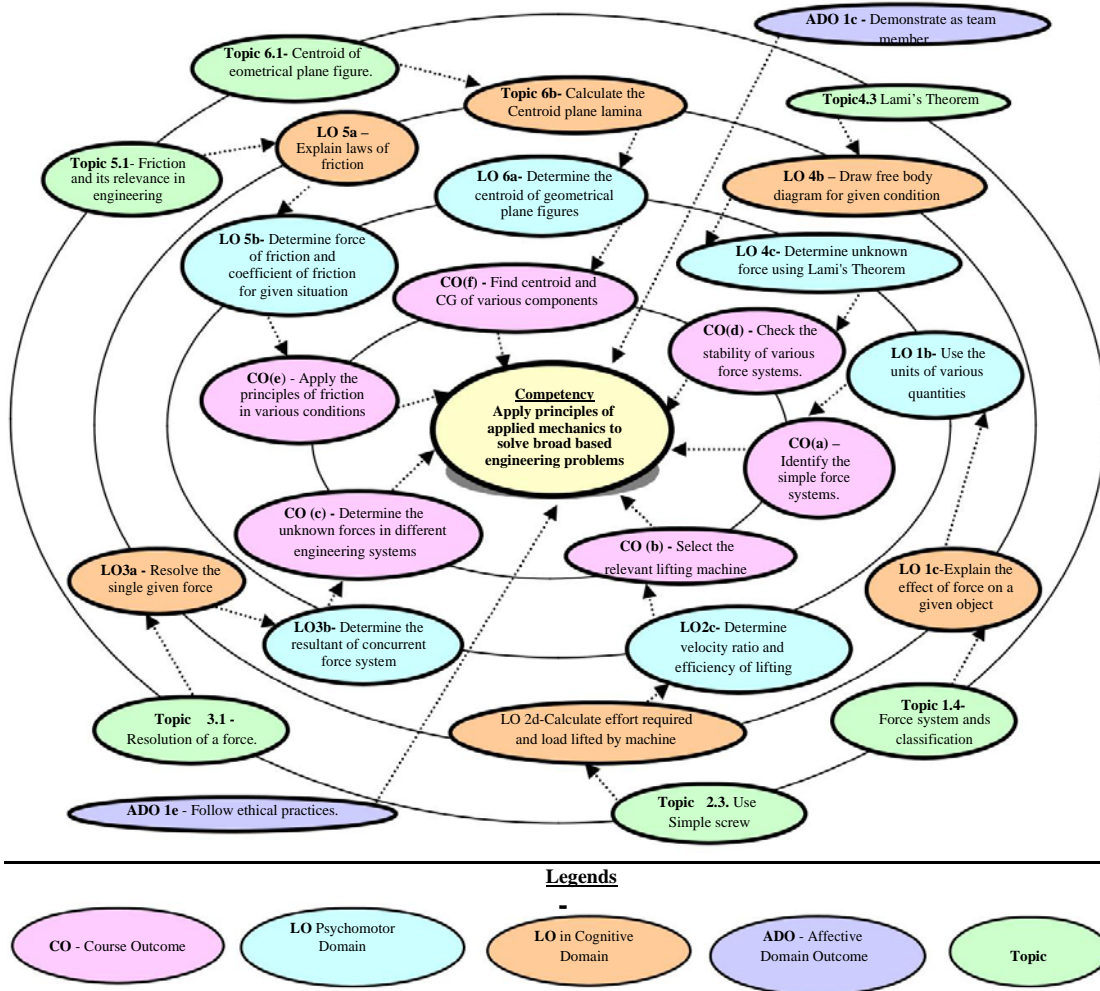 ADO 1c - Demonstrate as team
member
Topic 6.1- Centroid of
eometrical plane figure.
Topic 6b- Calculate the
Centroid plane lamina
Topic4.3 Lami's Theorem
LO 5a –
Explain laws of
friction
Topic 5.1- Friction
and its relevance in
engineering
LO 6a- Determine the
centroid of geometrical
plane figures
LO 4b – Draw free body
diagram for given condition
LO 5b- Determine force
of friction and
coefficient of friction
for given situation
LO 4c- Determine unknown
force using Lami's Theorem
CO(f) - Find centroid and
CG of various components
CO(d) - Check the
stability of various
force systems.
LO 1b- Use the
units of various
quantities
CO(e) - Apply the
principles of friction
in various conditions
Competency
Apply principles of
applied mechanics to
solve broad based
engineering problems
CO(a) –
Identify the
simple force
systems.
CO (c) - Determine the
unknown forces in different
engineering systems
CO (b) - Select the
relevant lifting machine
LO3a - Resolve the
single given force
LO 1c-Explain the
effect of force on a
given object
LO3b- Determine the
resultant of concurrent
force system
LO2c- Determine
velocity ratio and
efficiency of lifting
Topic 3.1 -
Resolution of a force.
LO 2d-Calculate effort required
and load lifted by machine
Topic 1.4-
Force system ands
classification
ADO 1e - Follow ethical practices.
Topic 2.3. Use
Simple screw
Legends
-
CO - Course Outcome
LO Psychomotor
Domain
LO in Cognitive
Domain
ADO - Affective
Domain Outcome
Topic